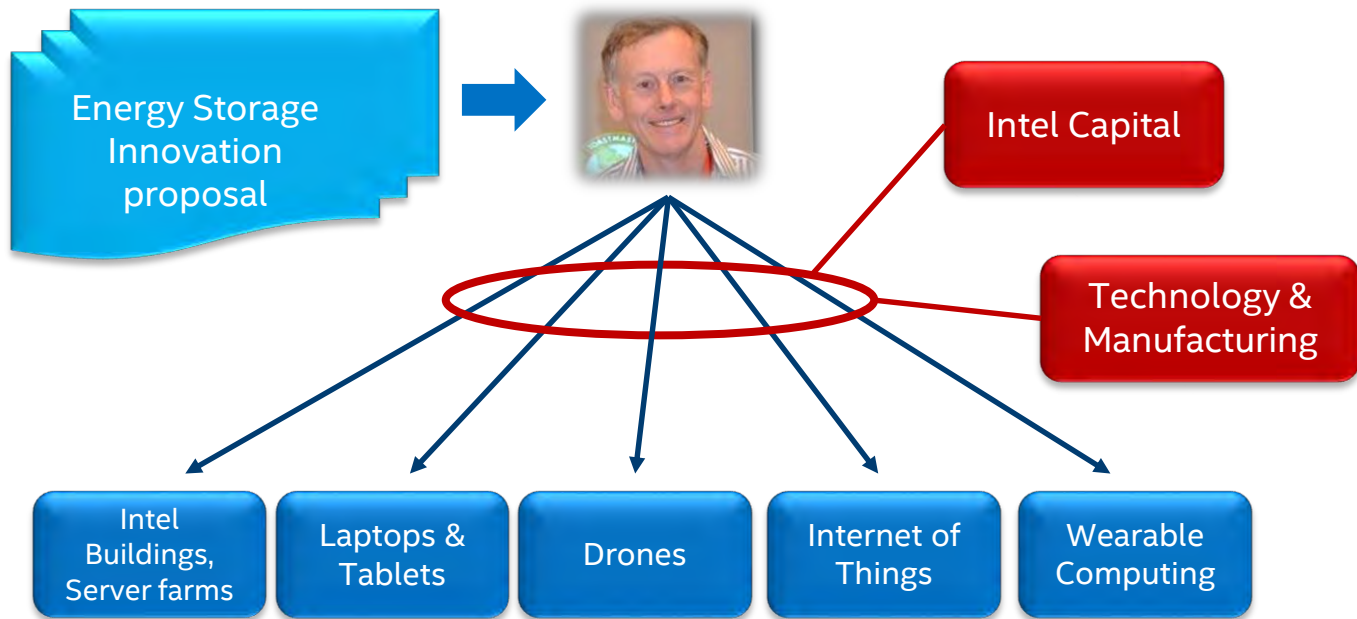 Energy Storage
Innovation
proposal
Intel Capital
Technology &
Manufacturing
Intel
Buildings,
Server farms
Laptops &
Tablets
Drones
Internet of
Things
Wearable
Computing